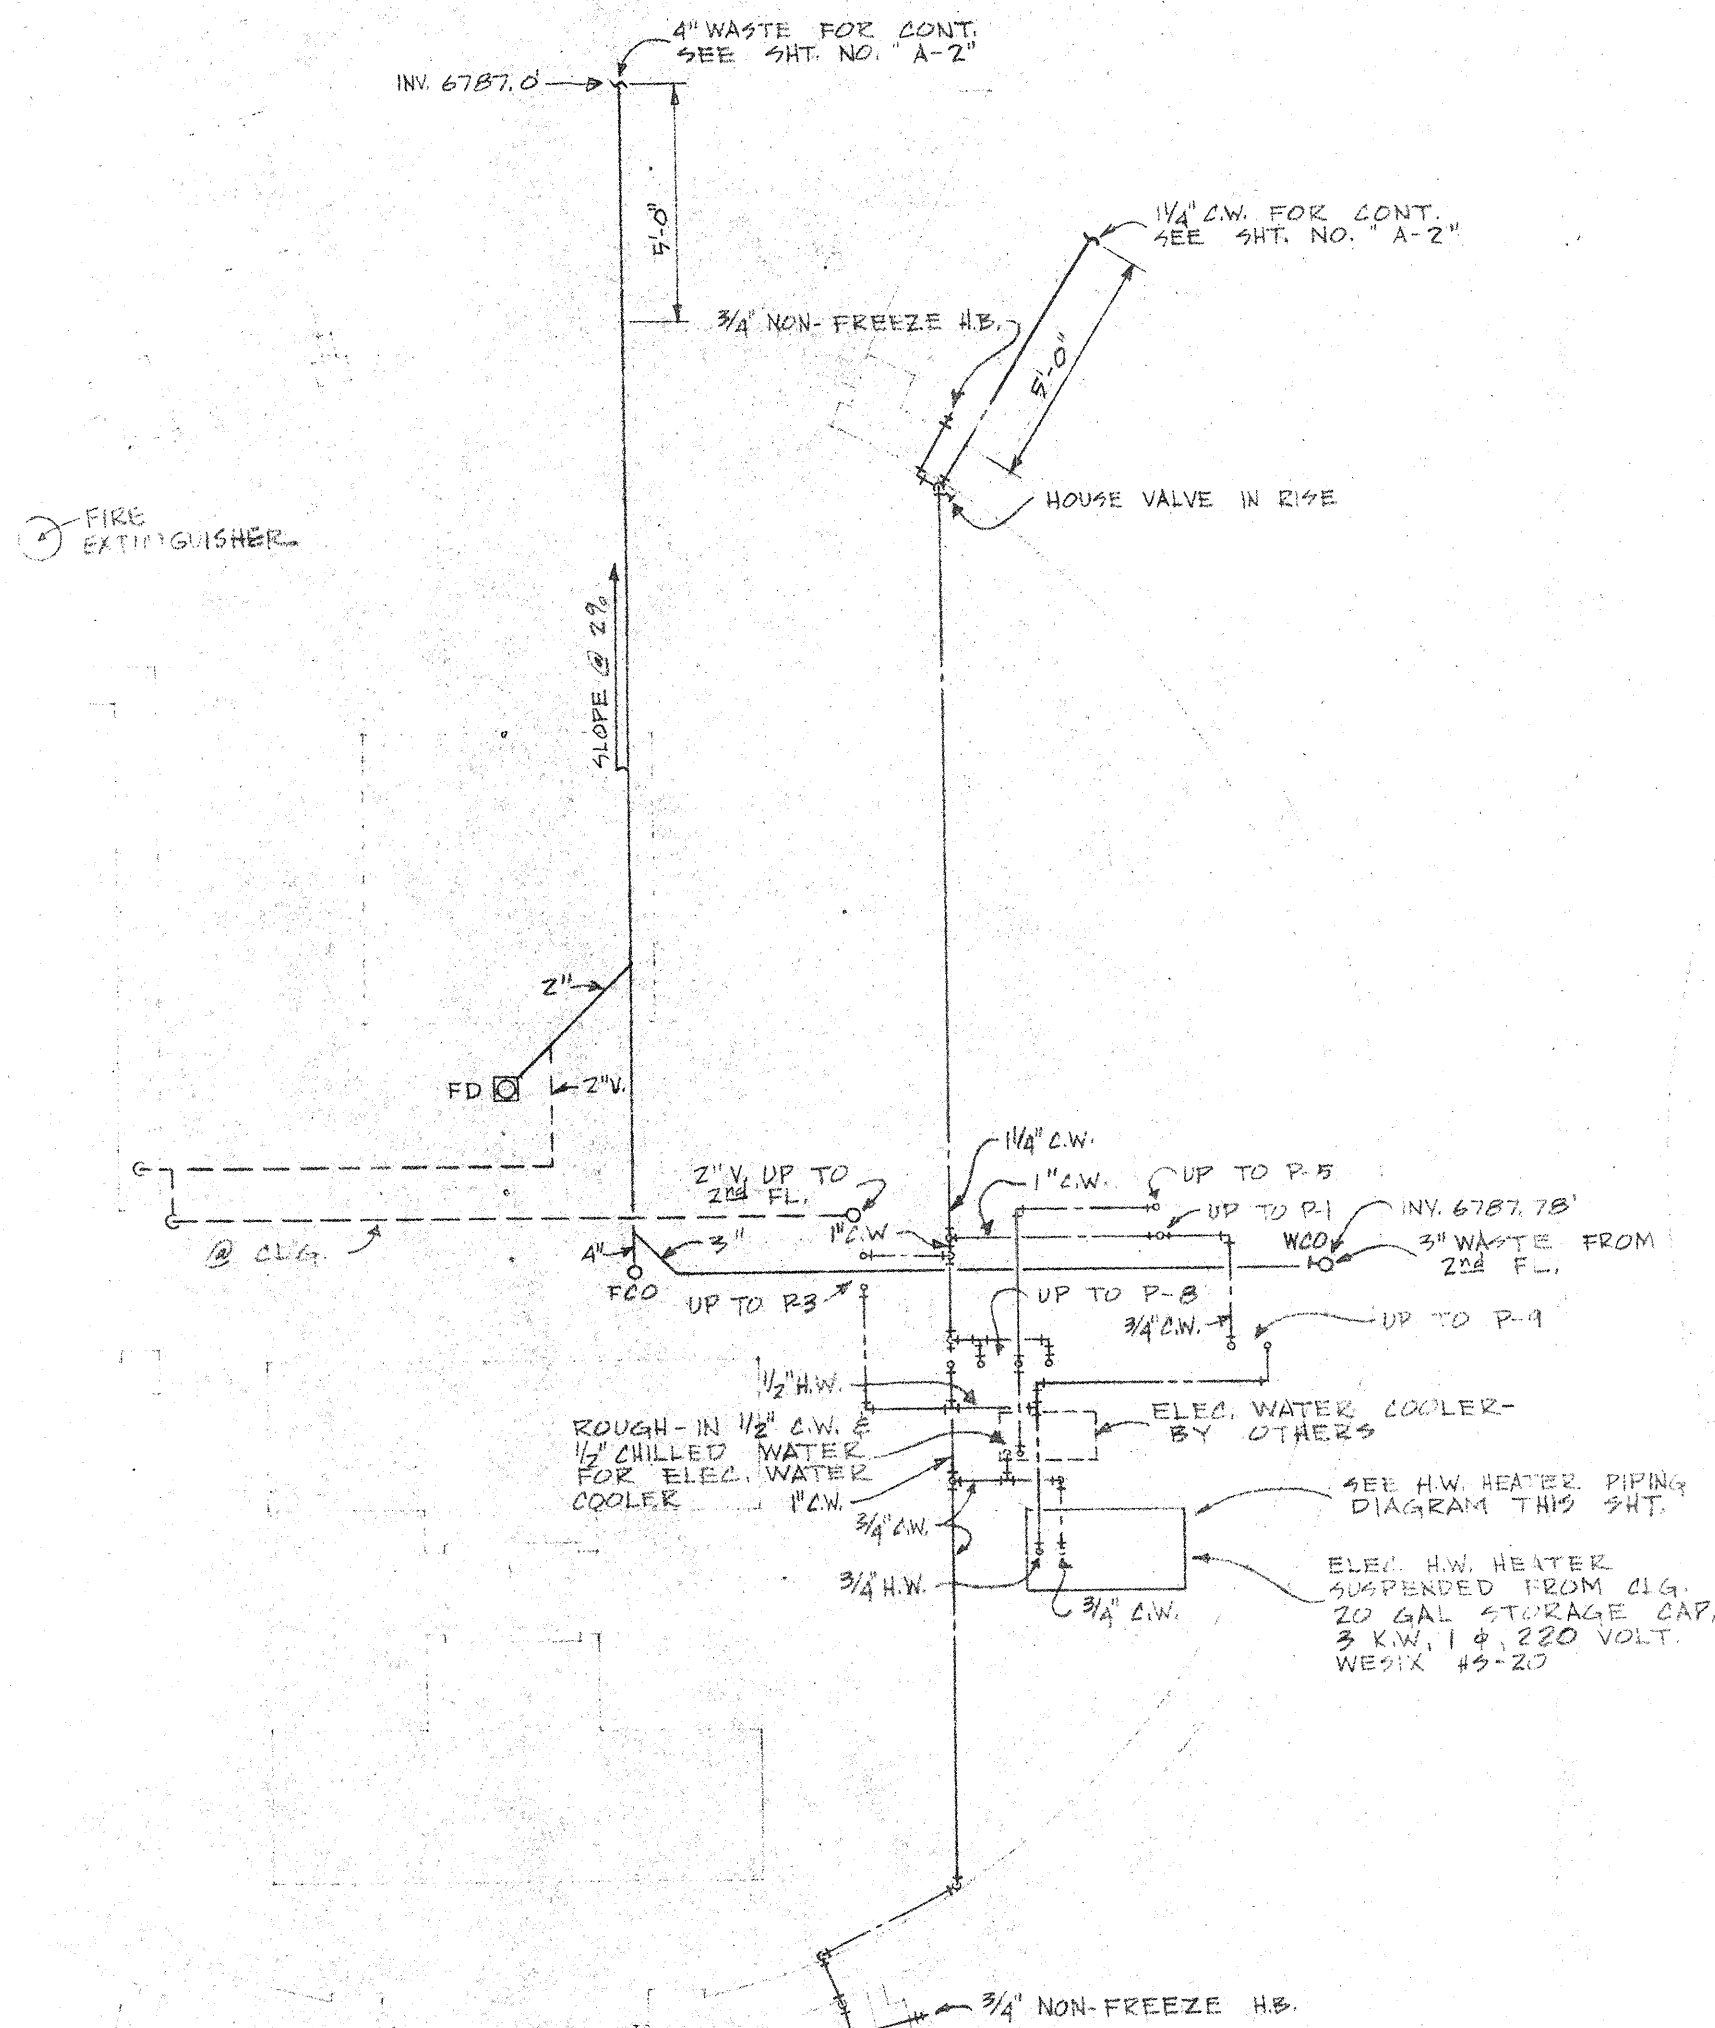 4" WASTE FOR CONT.
SEE SHT. NO. "A-2"
INV. 6787.0'
5'-0"
1 1/4" C.W. FOR CONT.
SEE SHT. NO. "A-2"
3/4" NON-FREEZE H.B.
5'-0"
HOUSE VALVE IN RISE
FIRE
EXTINGUISHER
SLOPE @ 2%
2"
FD
2"V.
1 1/4" C.W.
2" V. UP TO
2nd FL.
1" C.W.
UP TO P-5
UP TO P-1
INV. 6787.78'
1" C.W
WCO
3" WASTE FROM
2nd FL.
@ CLG.
4"
3"
FCO
UP TO P-3
UP TO P-8
3/4" C.W.
UP TO P-9
1/2" H.W.
ROUGH-IN 1/2" C.W. &
1/2" CHILLED WATER
FOR ELEC. WATER
COOLER
ELEC. WATER COOLER-
BY OTHERS
1" C.W.
3/4" C.W.
SEE H.W. HEATER PIPING
DIAGRAM THIS SHT.
3/4" H.W.
3/4" C.W.
ELEC. H.W. HEATER
SUSPENDED FROM CLG.
20 GAL STORAGE CAP.
3 K.W, 1 ϕ, 220 VOLT.
WESIX HS-20
3/4" NON-FREEZE H.B.